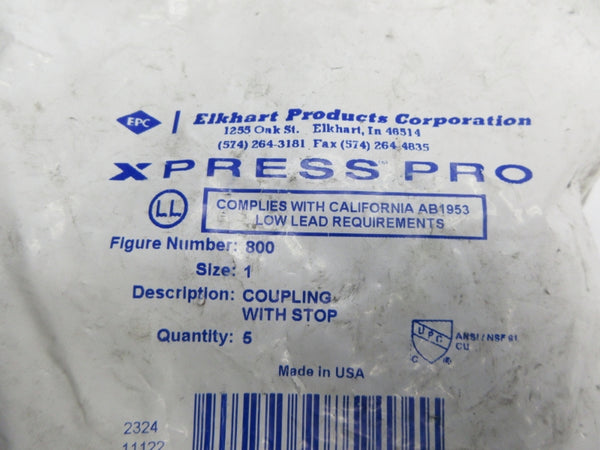 EPC
Elkhart Products Corporation
1255 Oak St. Elkhart, In 46514
(574) 264-3181 Fax (574) 264-4835
XPRESS PRO
LL
COMPLIES WITH CALIFORNIA AB1953
LOW LEAD REQUIREMENTS
Figure Number: 800
Size: 1
Description: COUPLING
WITH STOP
Quantity: 5
UPC
C
ANSI / NSF 61
CU
Made in USA
2324
11122